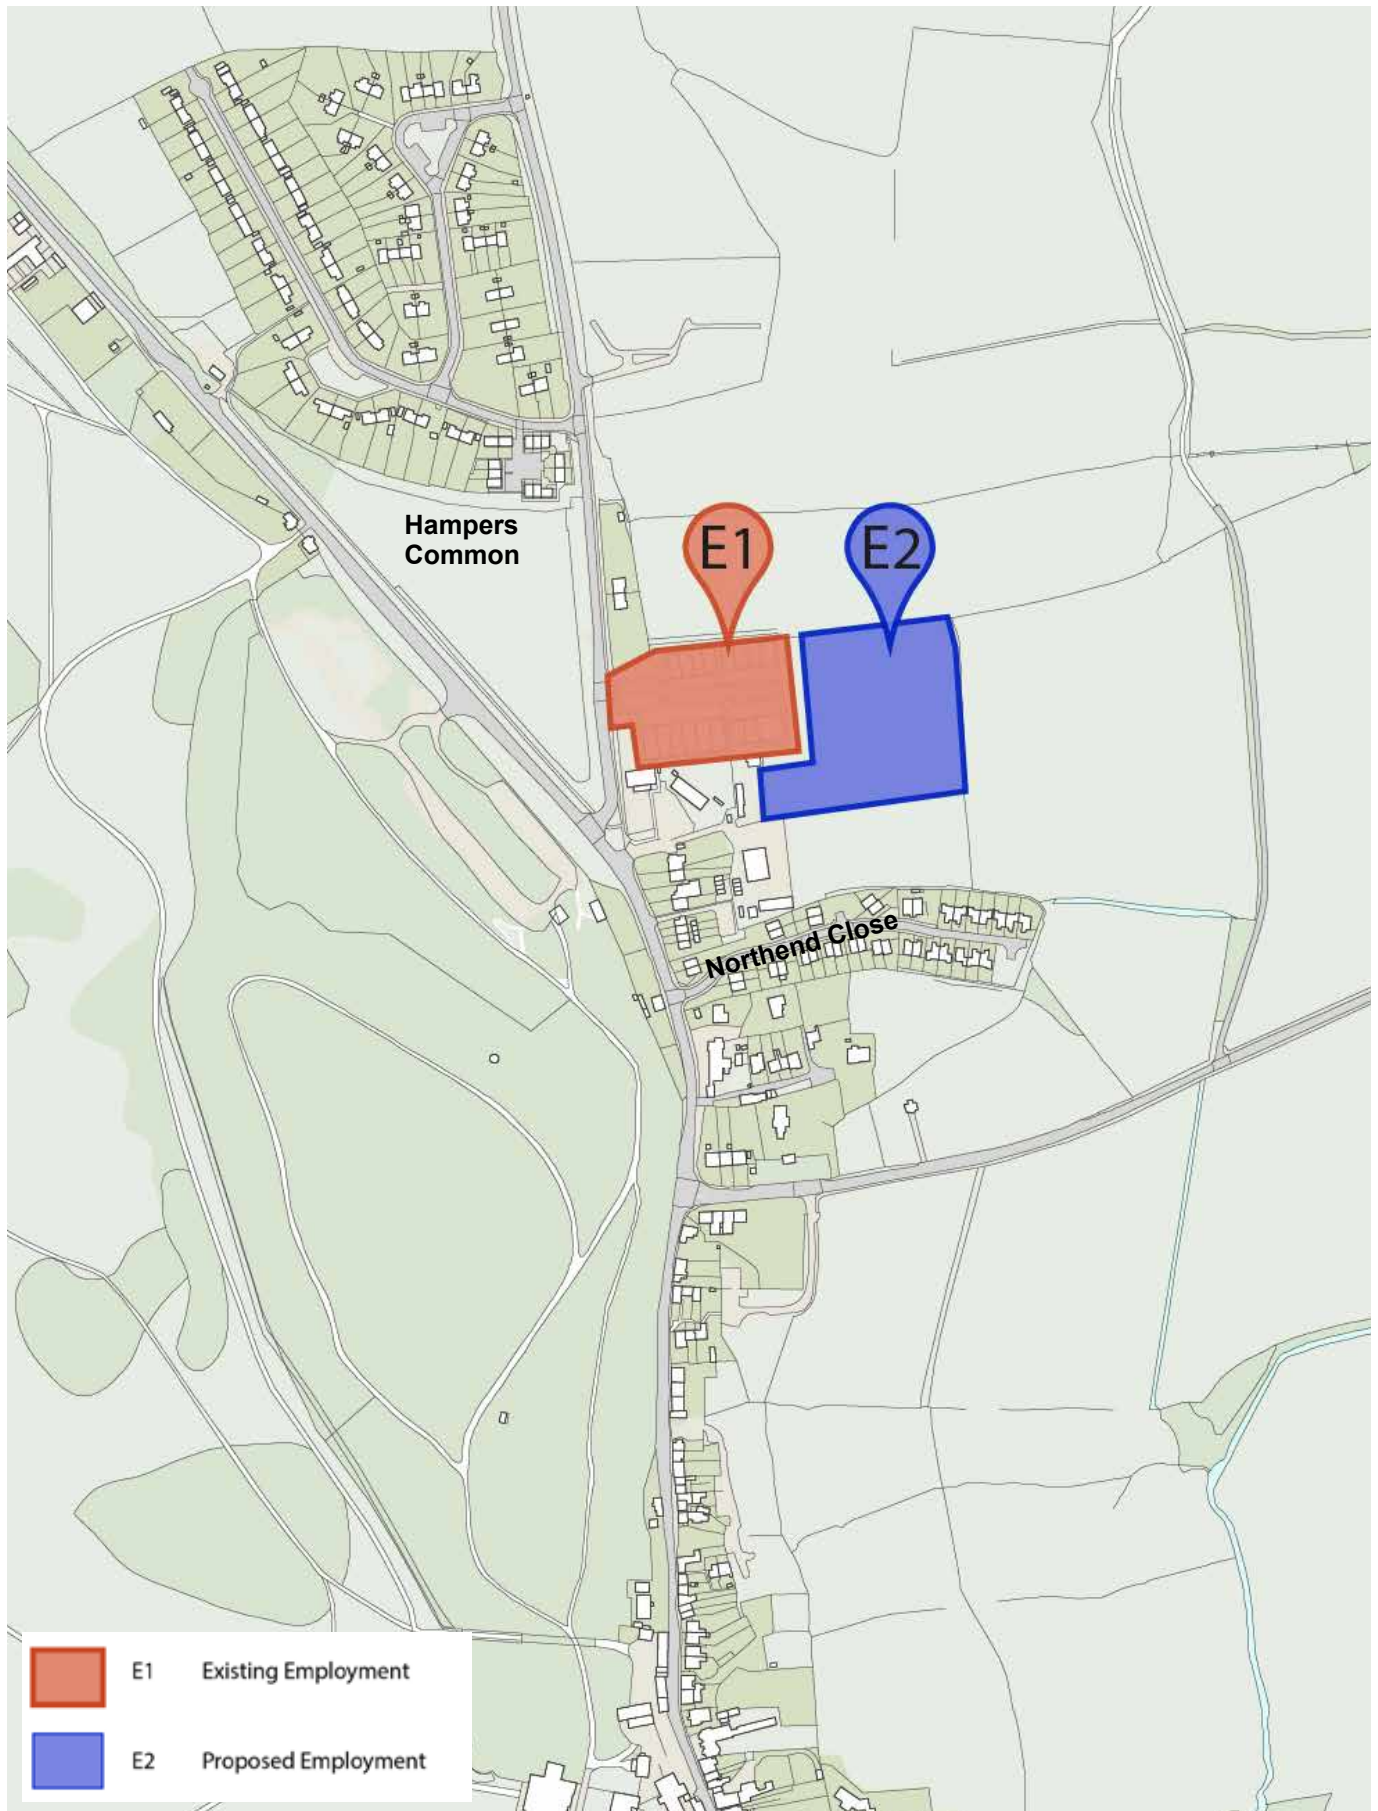 Hampers
Common
E1
E2
Northend Close
E1 Existing Employment
E2 Proposed Employment